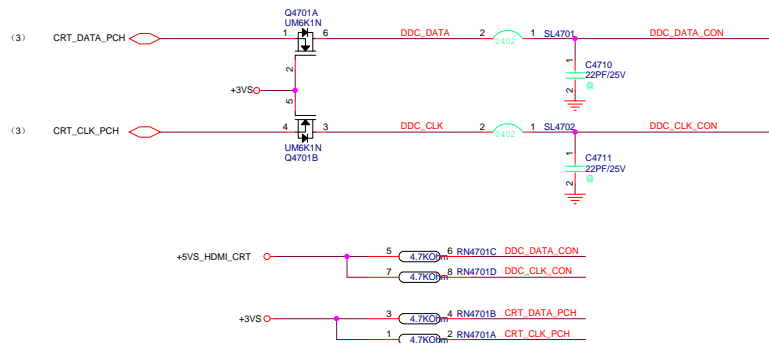 Q4701A
UM6K1N
(3) CRT_DATA_PCH 1 6 DDC_DATA 2 0402 1 SL4701 DDC_DATA_CON
2
1
C4710
22PF/25V
2
@
+3VS
5
(3) CRT_CLK_PCH 4 3 DDC_CLK 2 0402 1 SL4702 DDC_CLK_CON
UM6K1N
Q4701B
1
C4711
22PF/25V
2
@
+5VS_HDMI_CRT 5 4.7KOhm 6 RN4701C DDC_DATA_CON
7 4.7KOhm 8 RN4701D DDC_CLK_CON
+3VS 3 4.7KOhm 4 RN4701B CRT_DATA_PCH
1 4.7KOhm 2 RN4701A CRT_CLK_PCH